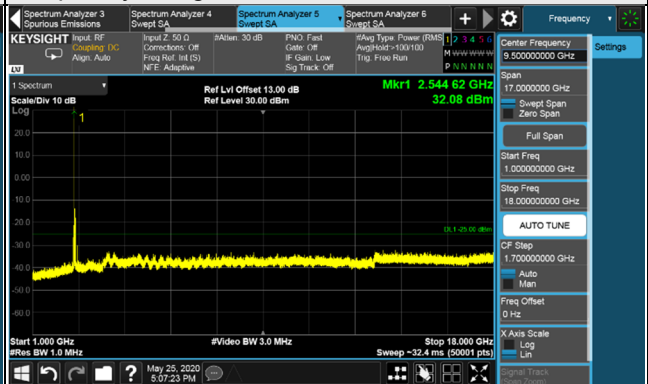 Spectrum Analyzer 3
Spurious Emissions
Spectrum Analyzer 4
Swept SA
Spectrum Analyzer 5
Swept SA
Spectrum Analyzer 6
Swept SA
+
Frequency
KEYSIGHT
Input: RF
Coupling: DC
Align: Auto
Input Z: 50 Ω
Corrections: Off
Freq Ref: Int (S)
NFE: Adaptive
#Atten: 30 dB
PNO: Fast
Gate: Off
IF Gain: Low
Sig Track: Off
#Avg Type: Power (RMS
Avg|Hold:>100/100
Trig: Free Run
1 2 3 4 5 6
M W W W W W
P N N N N N
LXI
Center Frequency
9.500000000 GHz
Settings
Span
17.0000000 GHz
Swept Span
Zero Span
Full Span
Start Freq
1.000000000 GHz
Stop Freq
18.000000000 GHz
AUTO TUNE
CF Step
1.700000000 GHz
Auto
Man
Freq Offset
0 Hz
X Axis Scale
Log
Lin
Signal Track
(Span Zoom)
1 Spectrum
Scale/Div 10 dB
Log
Ref Lvl Offset 13.00 dB
Ref Level 30.00 dBm
Mkr1 2.544 62 GHz
32.08 dBm
1
20.0
10.0
0.00
-10.0
-20.0
DL1 -25.00 dBm
-30.0
-40.0
-50.0
-60.0
Start 1.000 GHz
#Res BW 1.0 MHz
#Video BW 3.0 MHz
Stop 18.000 GHz
Sweep ~32.4 ms (50001 pts)
?
May 25, 2020
5:07:23 PM